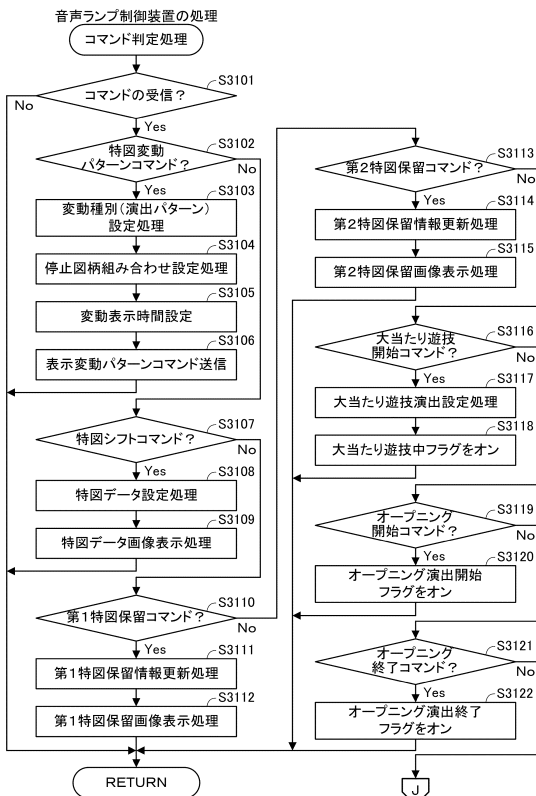 音声ランプ制御装置の処理
コマンド判定処理
S3101
コマンドの受信？
No
Yes
S3102
特図変動
パターンコマンド？
No
Yes
S3103
変動種別（演出パターン）
設定処理
S3104
停止図柄組み合わせ設定処理
S3105
変動表示時間設定
S3106
表示変動パターンコマンド送信
S3107
特図シフトコマンド？
No
Yes
S3108
特図データ設定処理
S3109
特図データ画像表示処理
S3110
第1特図保留コマンド？
No
Yes
S3111
第1特図保留情報更新処理
S3112
第1特図保留画像表示処理
RETURN
S3113
第2特図保留コマンド？
No
Yes
S3114
第2特図保留情報更新処理
S3115
第2特図保留画像表示処理
S3116
大当たり遊技
開始コマンド？
No
Yes
S3117
大当たり遊技演出設定処理
S3118
大当たり遊技中フラグをオン
S3119
オープニング
開始コマンド？
No
Yes
S3120
オープニング演出開始
フラグをオン
S3121
オープニング
終了コマンド？
No
Yes
S3122
オープニング演出終了
フラグをオン
J